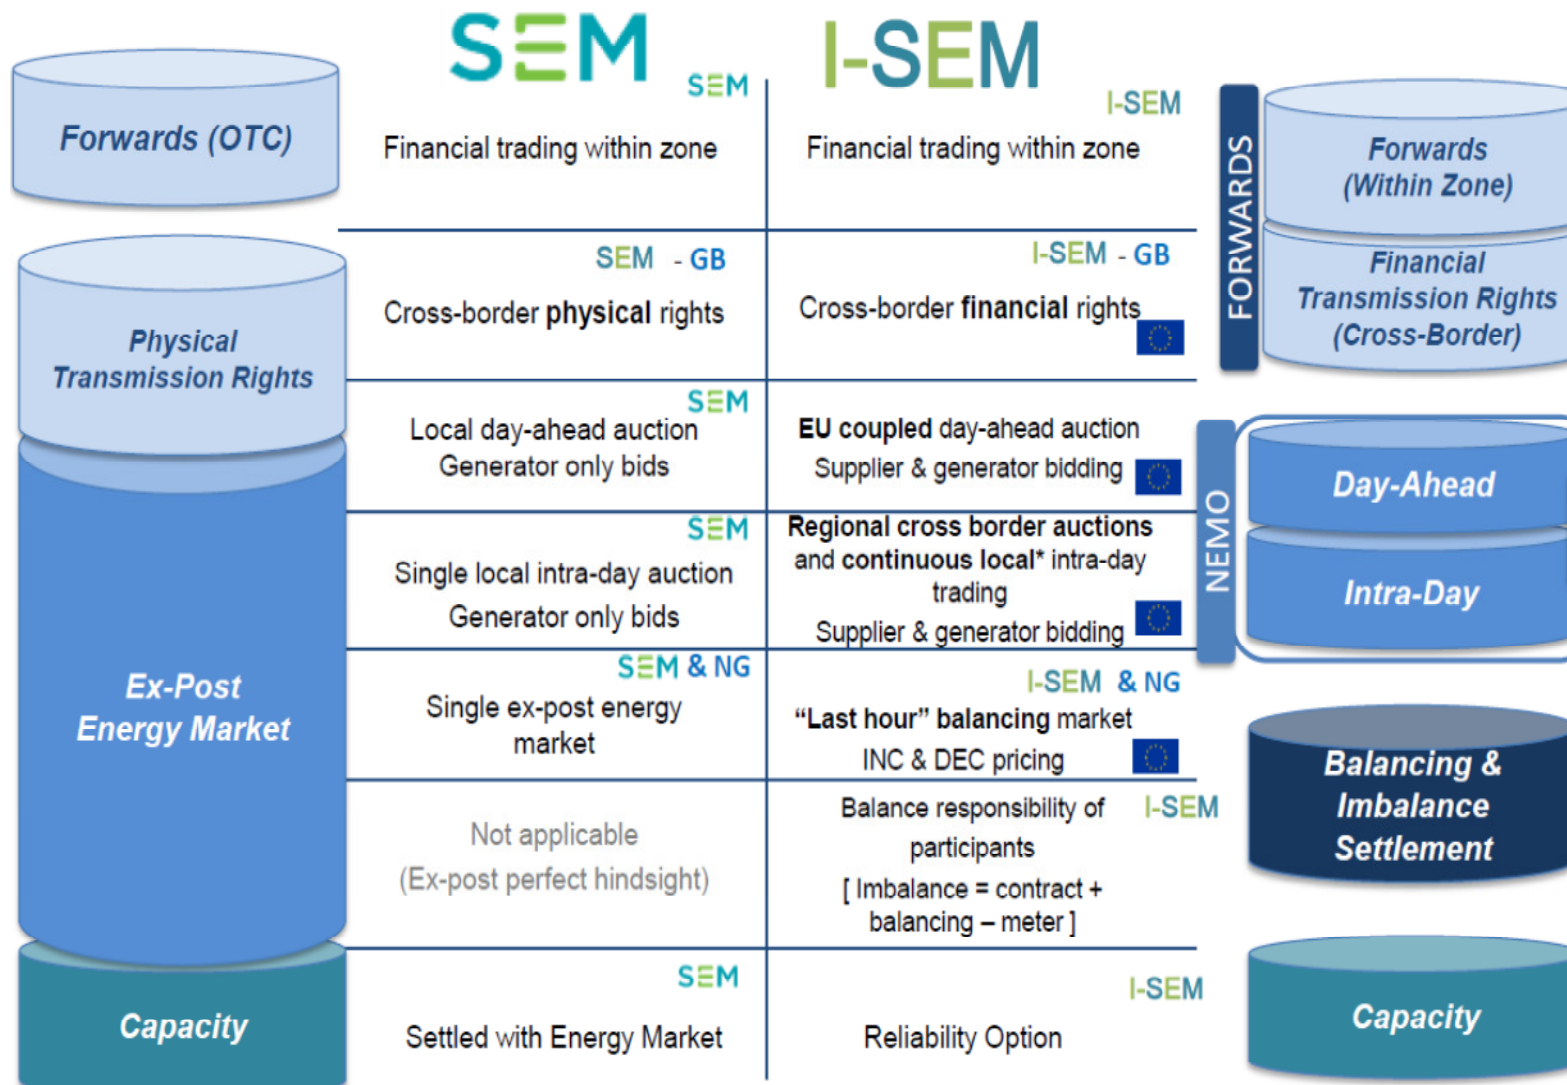 SEM
I-SEM
Forwards (OTC)
SEM
Financial trading within zone
I-SEM
Financial trading within zone
FORWARDS
Forwards
(Within Zone)
Physical
Transmission Rights
SEM - GB
Cross-border physical rights
I-SEM - GB
Cross-border financial rights
Financial
Transmission Rights
(Cross-Border)
SEM
Local day-ahead auction
Generator only bids
EU coupled day-ahead auction
Supplier & generator bidding
NEMO
Day-Ahead
SEM
Single local intra-day auction
Generator only bids
Regional cross border auctions
and continuous local* intra-day
trading
Supplier & generator bidding
Intra-Day
Ex-Post
Energy Market
SEM & NG
Single ex-post energy
market
I-SEM & NG
“Last hour” balancing market
INC & DEC pricing
Balancing &
Imbalance
Settlement
Not applicable
(Ex-post perfect hindsight)
I-SEM
Balance responsibility of
participants
[ Imbalance = contract +
balancing – meter ]
Capacity
SEM
Settled with Energy Market
I-SEM
Reliability Option
Capacity